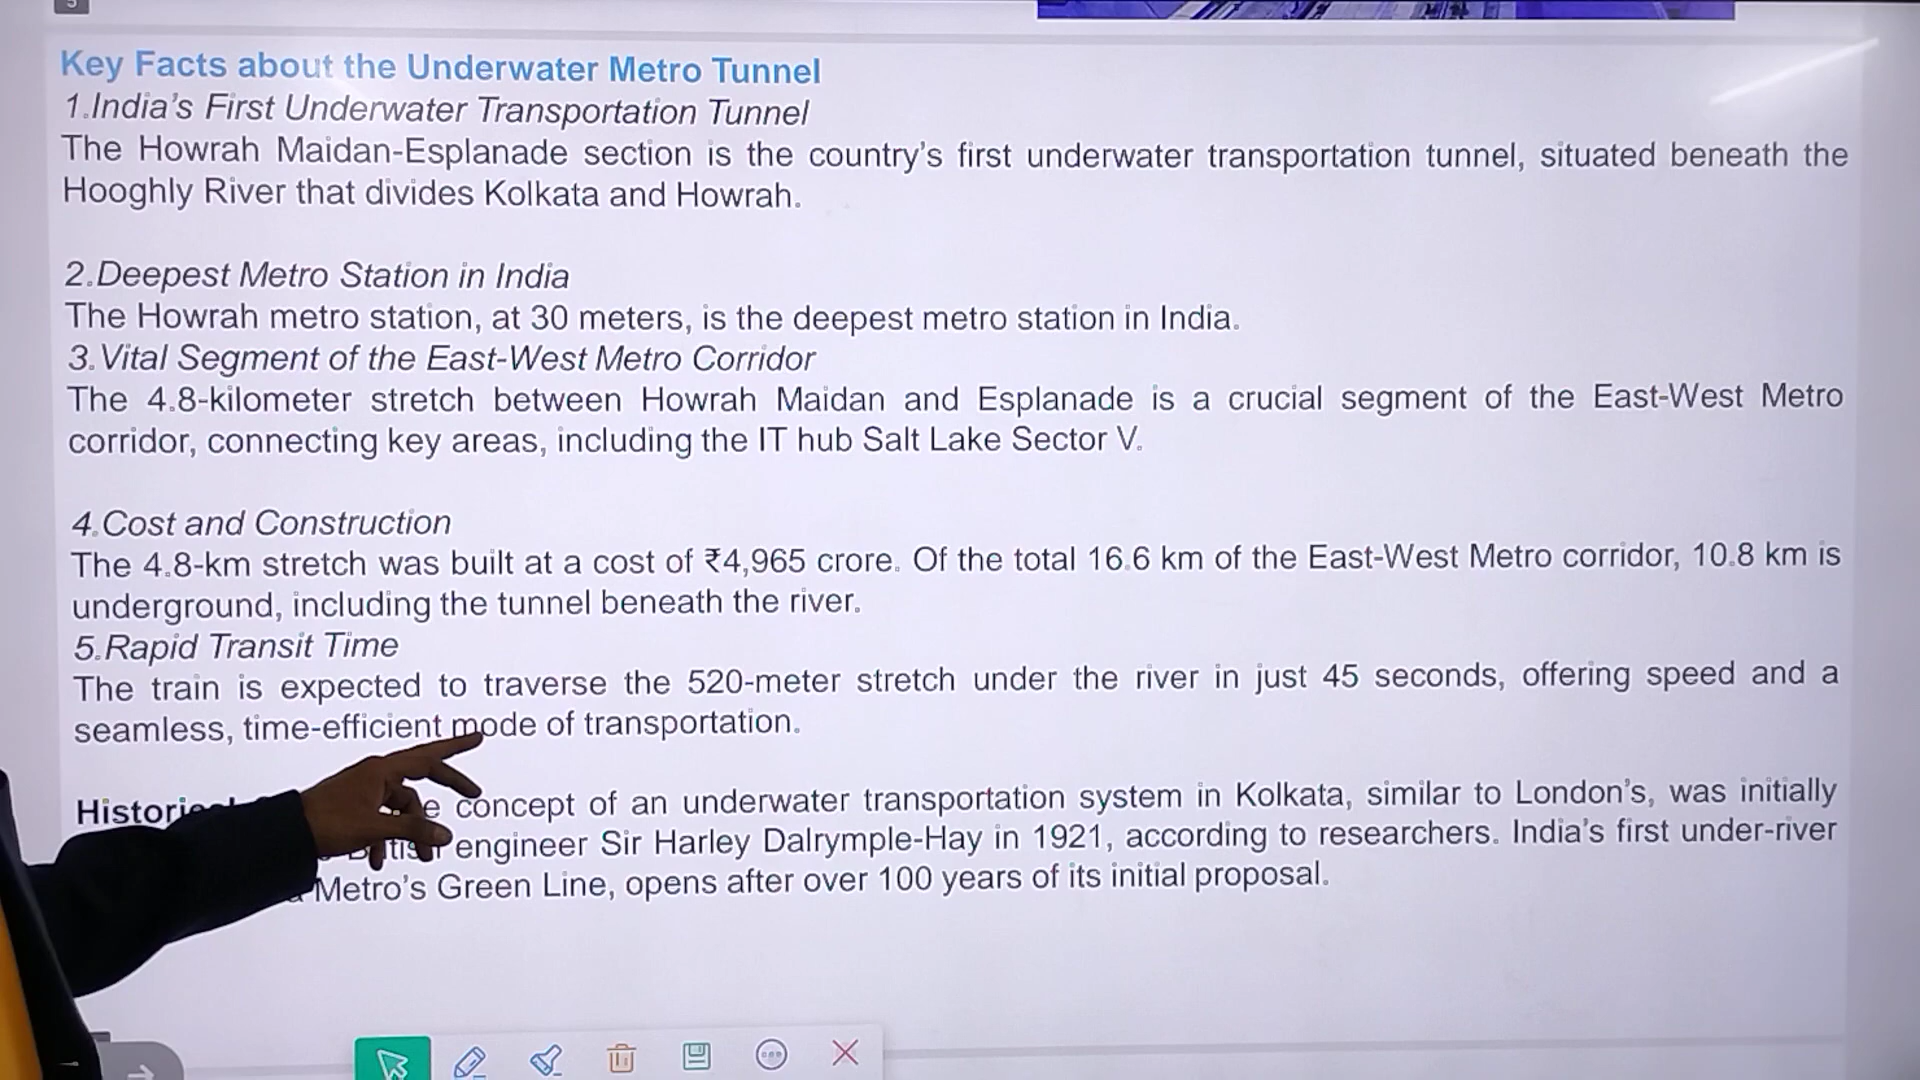 Key Facts about the Underwater Metro Tunnel
1.India's First Underwater Transportation Tunnel
The Howrah Maidan-Esplanade section is the country's first underwater transportation tunnel, situated beneath the
Hooghly River that divides Kolkata and Howrah.
2.Deepest Metro Station in India
The Howrah metro station, at 30 meters, is the deepest metro station in India.
3.Vital Segment of the East-West Metro Corridor
The 4.8-kilometer stretch between Howrah Maidan and Esplanade is a crucial segment of the East-West Metro
corridor, connecting key areas, including the IT hub Salt Lake Sector V.
4.Cost and Construction
The 4.8-km stretch was built at a cost of ₹4,965 crore. Of the total 16.6 km of the East-West Metro corridor, 10.8 km is
underground, including the tunnel beneath the river.
5.Rapid Transit Time
The train is expected to traverse the 520-meter stretch under the river in just 45 seconds, offering speed and a
seamless, time-efficient mode of transportation.
concept of an underwater transportation system in Kolkata, similar to London's, was initially
engineer Sir Harley Dalrymple-Hay in 1921, according to researchers. India's first under-river
Metro's Green Line, opens after over 100 years of its initial proposal.